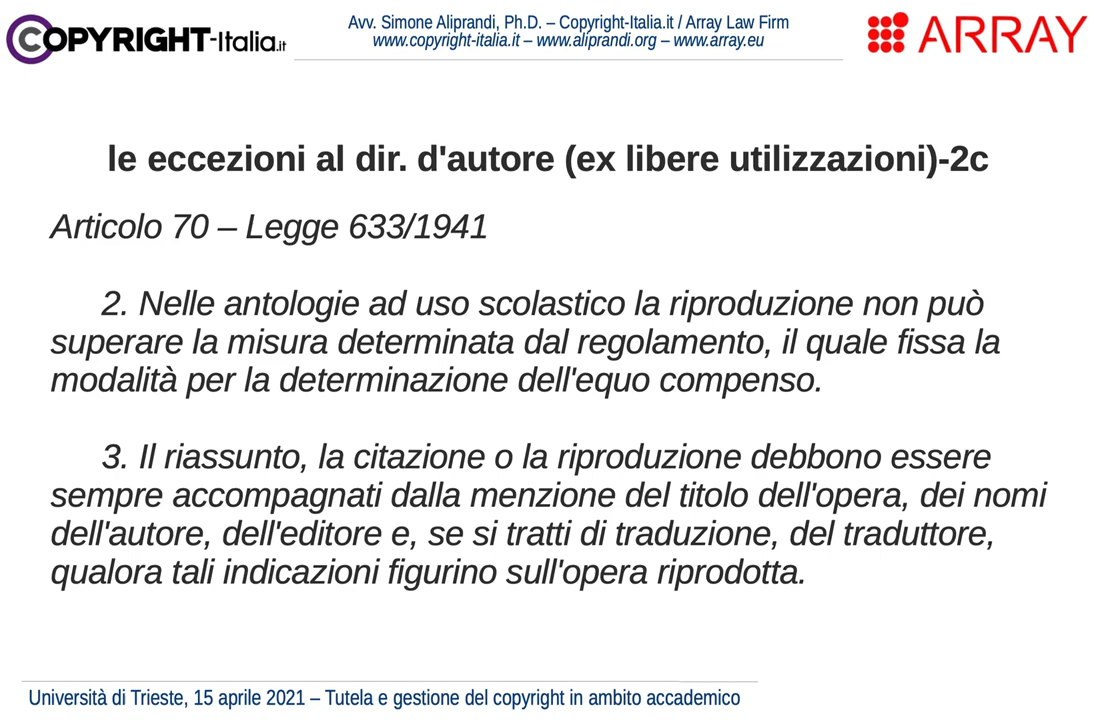 COPYRIGHT-Italia.it
Avv. Simone Aliprandi, Ph.D. – Copyright-Italia.it / Array Law Firm
www.copyright-italia.it – www.aliprandi.org – www.array.eu
ARRAY
le eccezioni al dir. d'autore (ex libere utilizzazioni)-2c
Articolo 70 – Legge 633/1941
2. Nelle antologie ad uso scolastico la riproduzione non può
superare la misura determinata dal regolamento, il quale fissa la
modalità per la determinazione dell'equo compenso.
3. Il riassunto, la citazione o la riproduzione debbono essere
sempre accompagnati dalla menzione del titolo dell'opera, dei nomi
dell'autore, dell'editore e, se si tratti di traduzione, del traduttore,
qualora tali indicazioni figurino sull'opera riprodotta.
Università di Trieste, 15 aprile 2021 – Tutela e gestione del copyright in ambito accademico